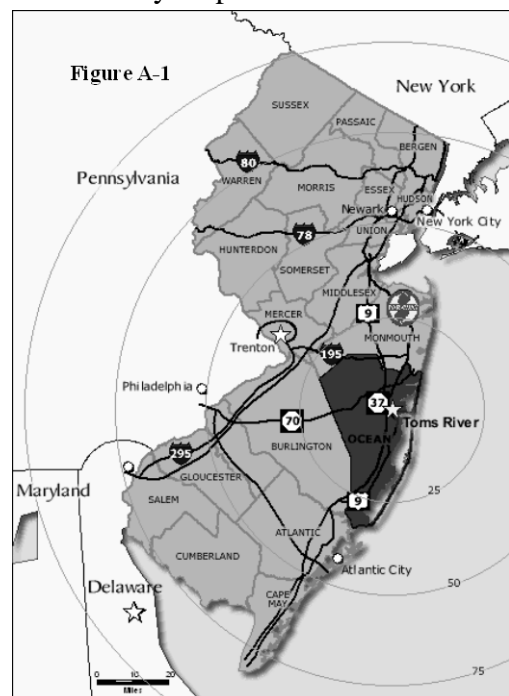 Figure A-1
New York
SUSSEX
PASSAIC
BERGEN
80
Pennsylvania
WARREN
MORRIS
ESSEX
HUDSON
Newark
New York City
UNION
78
HUNTERDON
SOMERSET
MIDDLESEX
MERCER
9
MONMOUTH
Trenton
195
Philadelphia
37
Toms River
70
OCEAN
BURLINGTON
295
GLOUCESTER
Maryland
SALEM
25
9
ATLANTIC
CUMBERLAND
Atlantic City
50
Delaware
CAPE
MAY
0
10
20
Miles
75